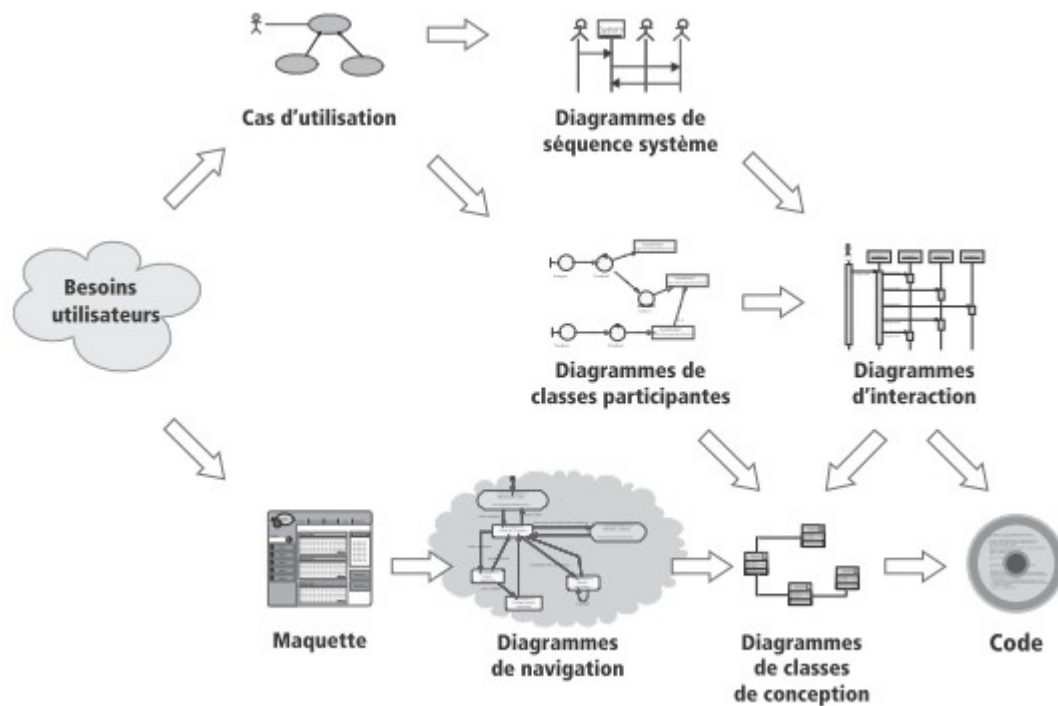 System
Cas d'utilisation
Diagrammes de
séquence système
Besoins
utilisateurs
Diagrammes de
classes participantes
Diagrammes
d'interaction
Maquette
Diagrammes
de navigation
Diagrammes
de classes
de conception
Code